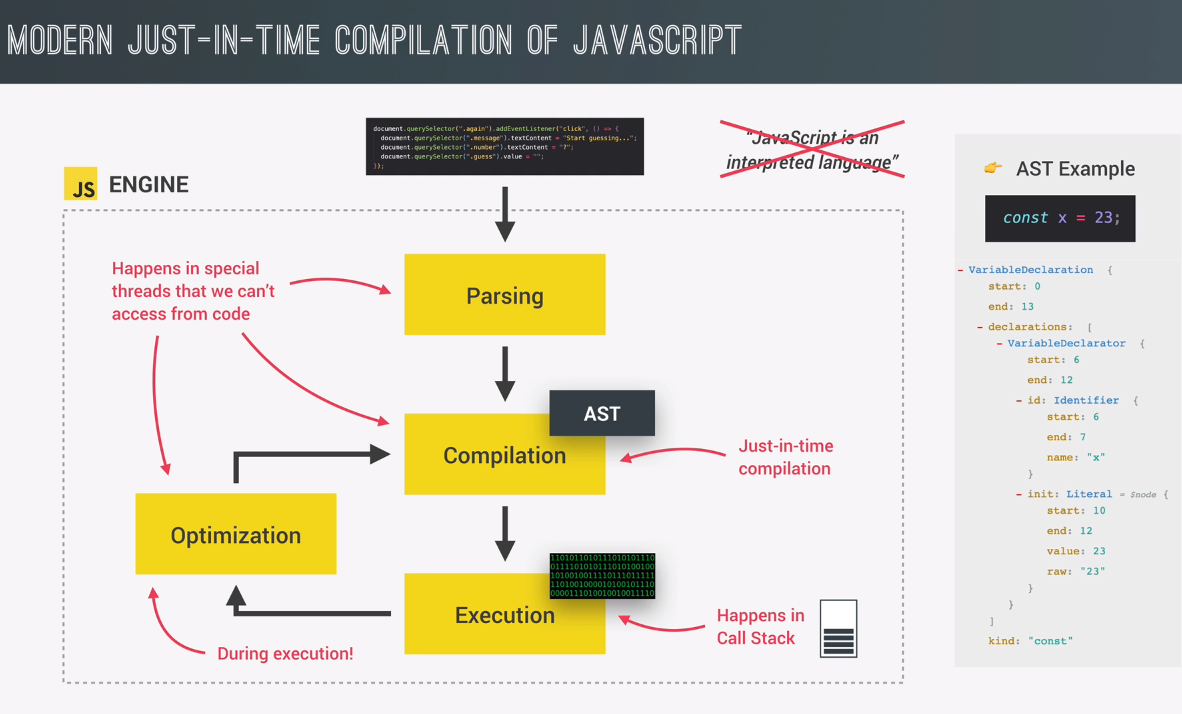 MODERN JUST-IN-TIME COMPILATION OF JAVASCRIPT
document.querySelector(".again").addEventListener("click", () => {
document.querySelector(".message").textContent = "Start guessing...";
document.querySelector(".number").textContent = "?";
document.querySelector(".guess").value = "";
});
“JavaScript is an
interpreted language”
JS ENGINE
Happens in special
threads that we can’t
access from code
Parsing
AST
Compilation
Just-in-time
compilation
Optimization
1101011010111010101110
011110101011101010 0100
Execution
Happens in
Call Stack
During execution!
👉 AST Example
const x = 23;
- VariableDeclaration {
start: 0
end: 13
- declarations: [
- VariableDeclarator {
start: 6
end: 12
- id: Identifier {
start: 6
end: 7
name: "x"
}
- init: Literal = $node {
start: 10
end: 12
value: 23
raw: "23"
}
}
]
kind: "const"